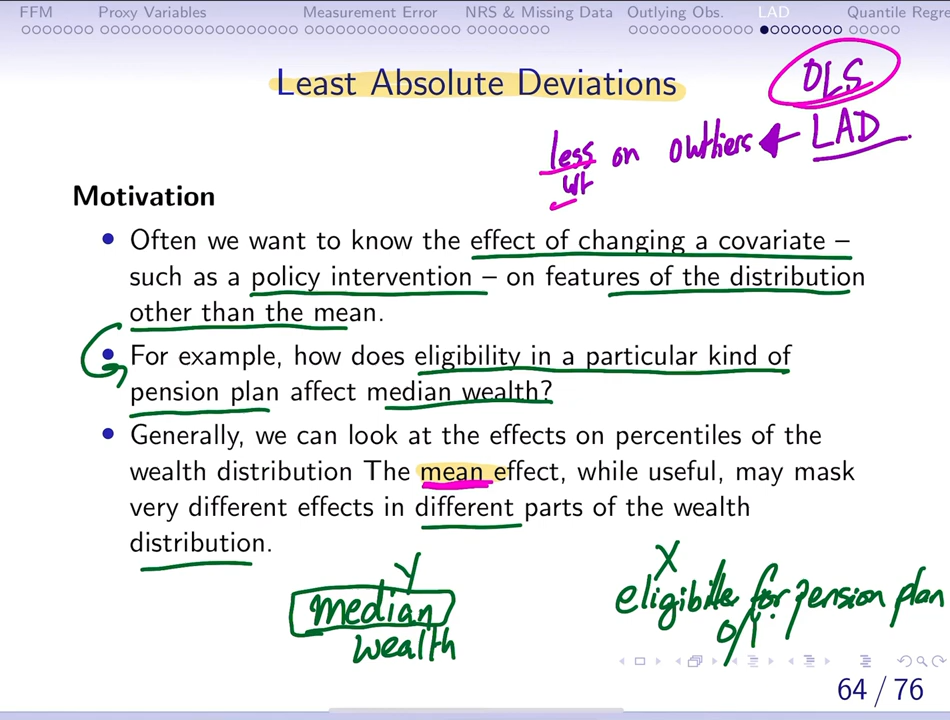 FFM Proxy Variables Measurement Error NRS & Missing Data Outlying Obs. LAD Quantile Regre
Least Absolute Deviations
OLS
LAD
less on outliers
wt
Motivation
• Often we want to know the effect of changing a covariate –
such as a policy intervention – on features of the distribution
other than the mean.
• For example, how does eligibility in a particular kind of
pension plan affect median wealth?
• Generally, we can look at the effects on percentiles of the
wealth distribution The mean effect, while useful, may mask
very different effects in different parts of the wealth
distribution.
Y
median
wealth
X
for pension plan
0/1
64 / 76